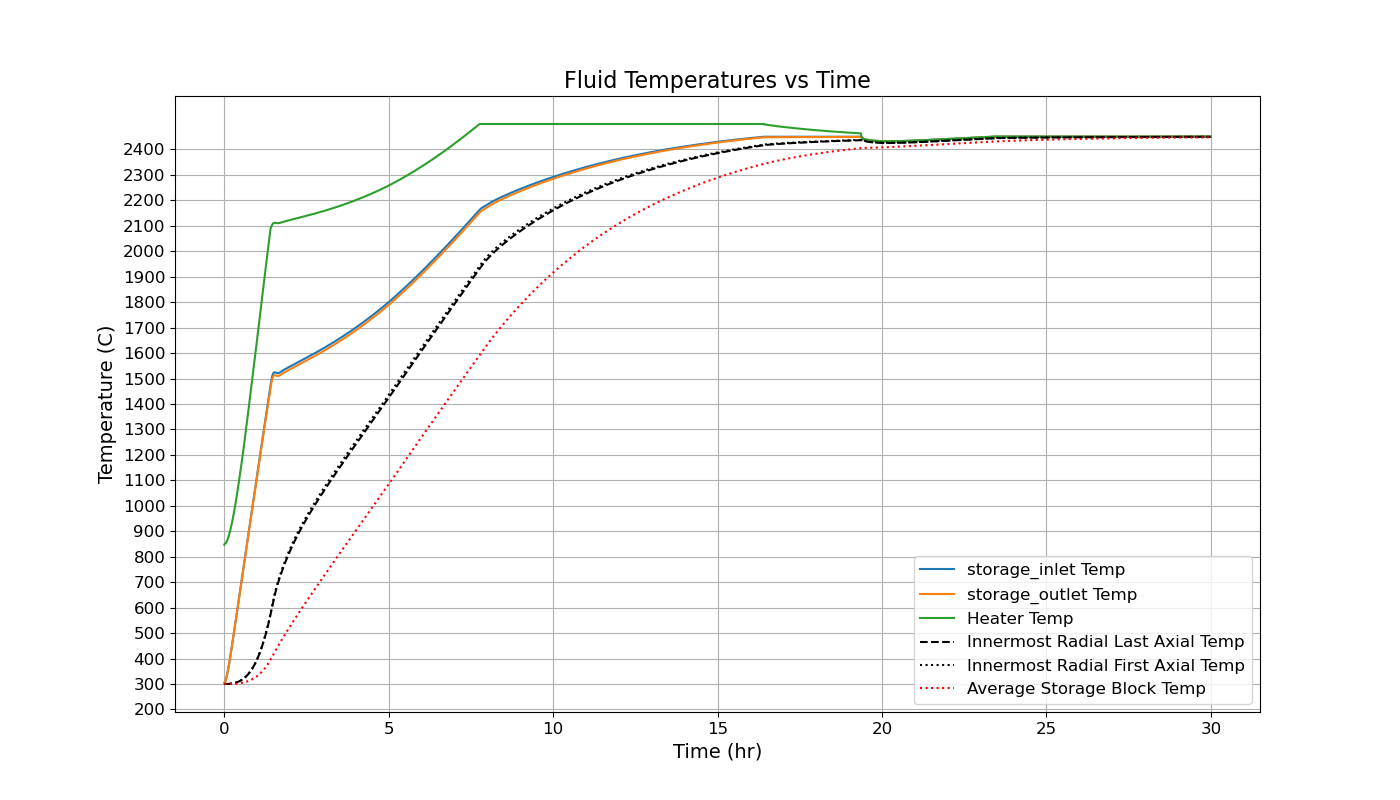 Fluid Temperatures vs Time
Temperature (C)
2400
2300
2200
2100
2000
1900
1800
1700
1600
1500
1400
1300
1200
1100
1000
900
800
700
600
500
400
300
200
storage_inlet Temp
storage_outlet Temp
Heater Temp
Innermost Radial Last Axial Temp
Innermost Radial First Axial Temp
Average Storage Block Temp
0 5 10 15 20 25 30
Time (hr)